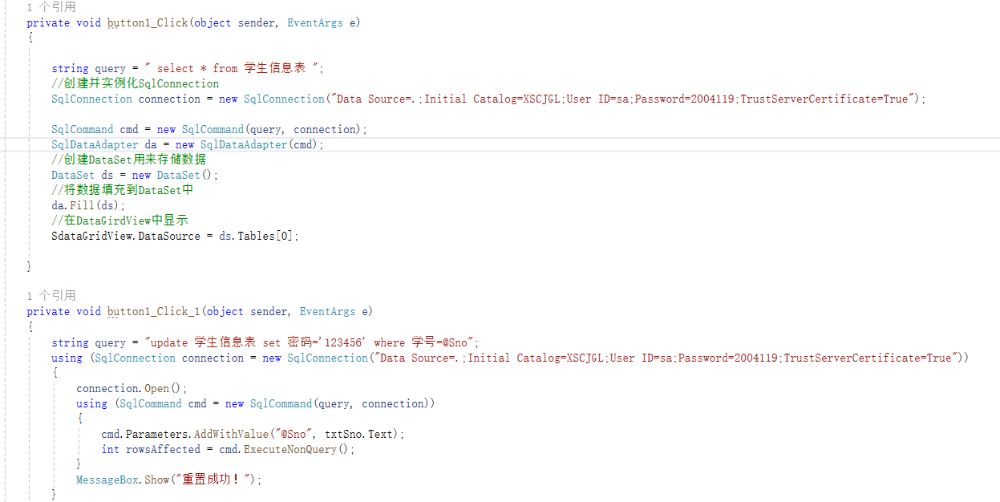 1 个引用
private void button1_Click(object sender, EventArgs e)
{
string query = " select * from 学生信息表 ";
//创建并实例化SqlConnection
SqlConnection connection = new SqlConnection("Data Source=.;Initial Catalog=XSCJGL;User ID=sa;Password=2004119;TrustServerCertificate=True");
SqlCommand cmd = new SqlCommand(query, connection);
SqlDataAdapter da = new SqlDataAdapter(cmd);
//创建DataSet用来存储数据
DataSet ds = new DataSet();
//将数据填充到DataSet中
da.Fill(ds);
//在DataGirdView中显示
SdataGridView.DataSource = ds.Tables[0];
}
1 个引用
private void button1_Click_1(object sender, EventArgs e)
{
string query = "update 学生信息表 set 密码='123456' where 学号=@Sno";
using (SqlConnection connection = new SqlConnection("Data Source=.;Initial Catalog=XSCJGL;User ID=sa;Password=2004119;TrustServerCertificate=True"))
{
connection.Open();
using (SqlCommand cmd = new SqlCommand(query, connection))
{
cmd.Parameters.AddWithValue("@Sno", txtSno.Text);
int rowsAffected = cmd.ExecuteNonQuery();
}
MessageBox.Show("重置成功！");
}